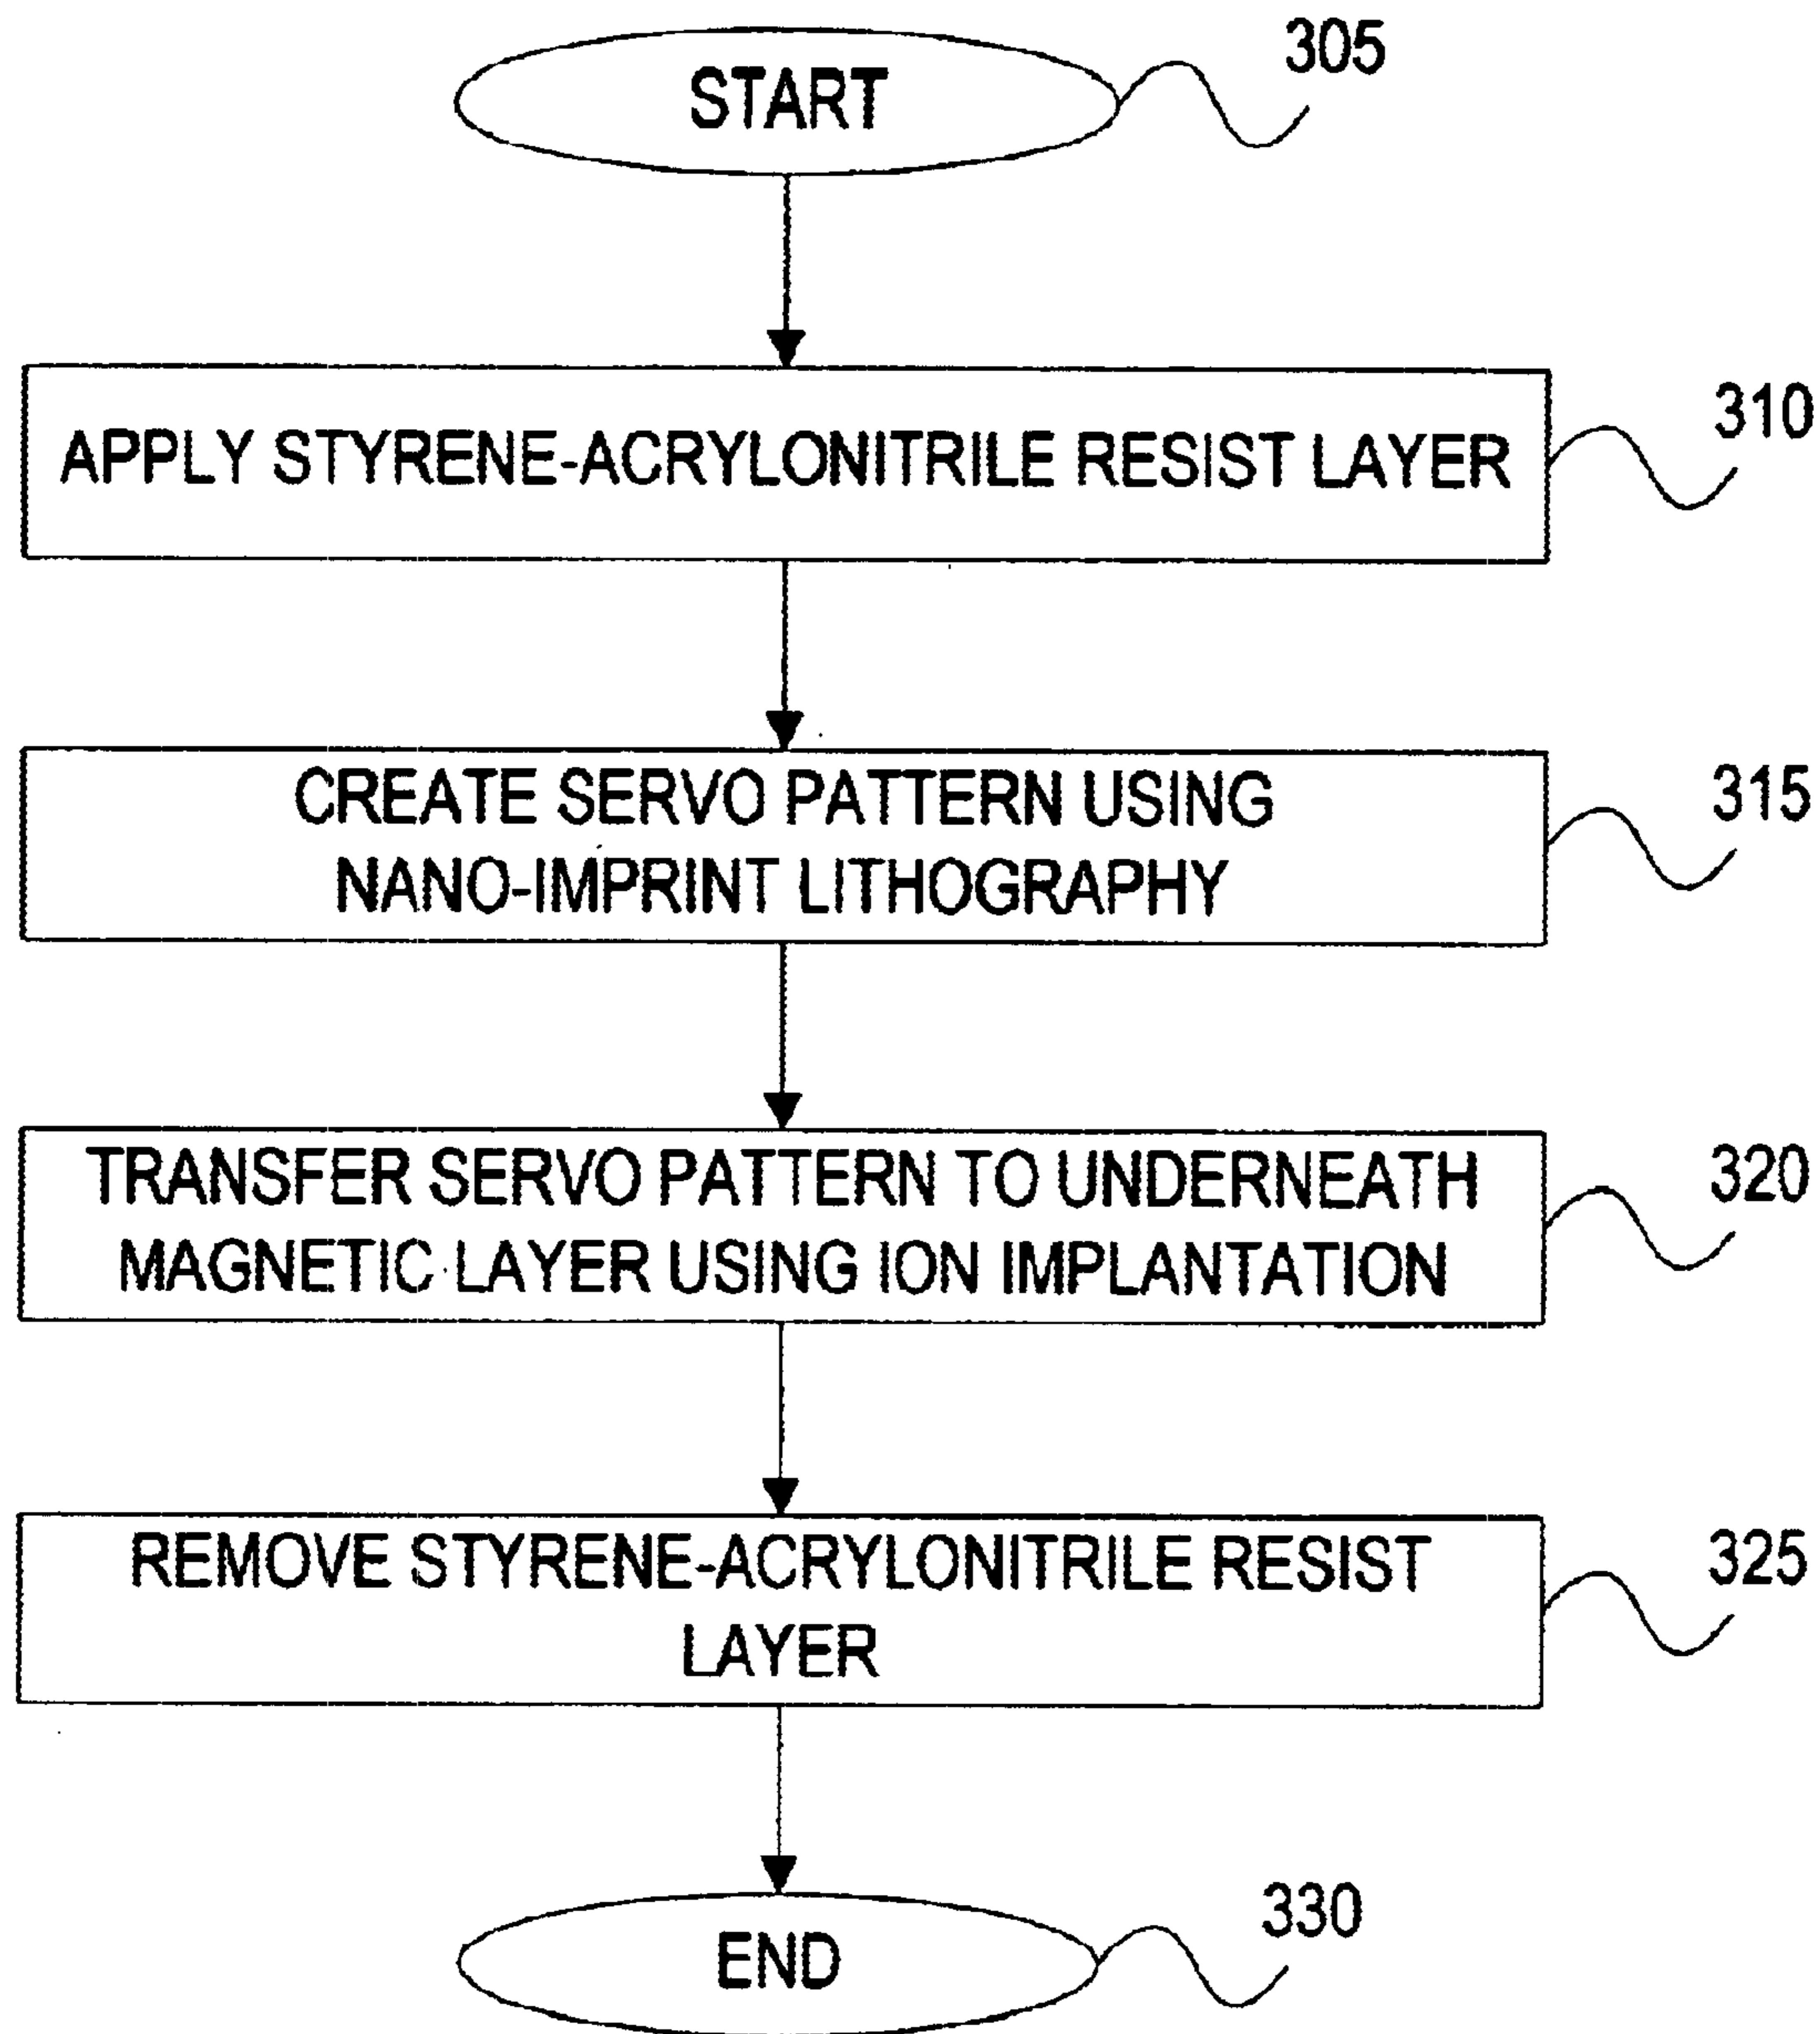 START
305
APPLY STYRENE-ACRYLONITRILE RESIST LAYER
310
CREATE SERVO PATTERN USING
NANO-IMPRINT LITHOGRAPHY
315
TRANSFER SERVO PATTERN TO UNDERNEATH
MAGNETIC LAYER USING ION IMPLANTATION
320
REMOVE STYRENE-ACRYLONITRILE RESIST
LAYER
325
END
330